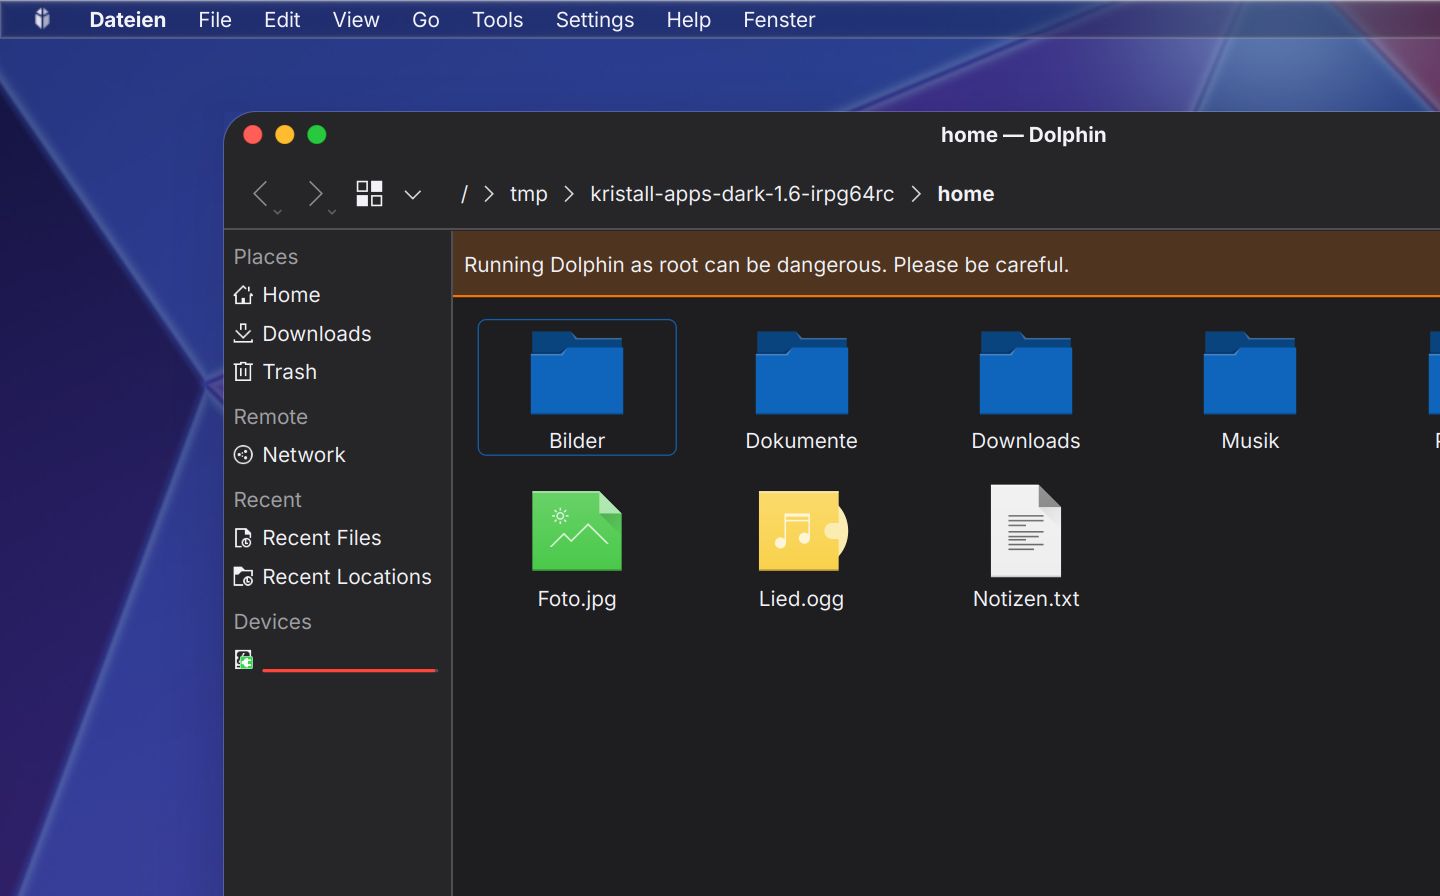 Dateien File Edit View Go Tools Settings Help Fenster
home — Dolphin
/ tmp kristall-apps-dark-1.6-irpg64rc home
Places
Home
Downloads
Trash
Remote
Network
Recent
Recent Files
Recent Locations
Devices
Running Dolphin as root can be dangerous. Please be careful.
Bilder Dokumente Downloads Musik
Foto.jpg Lied.ogg Notizen.txt